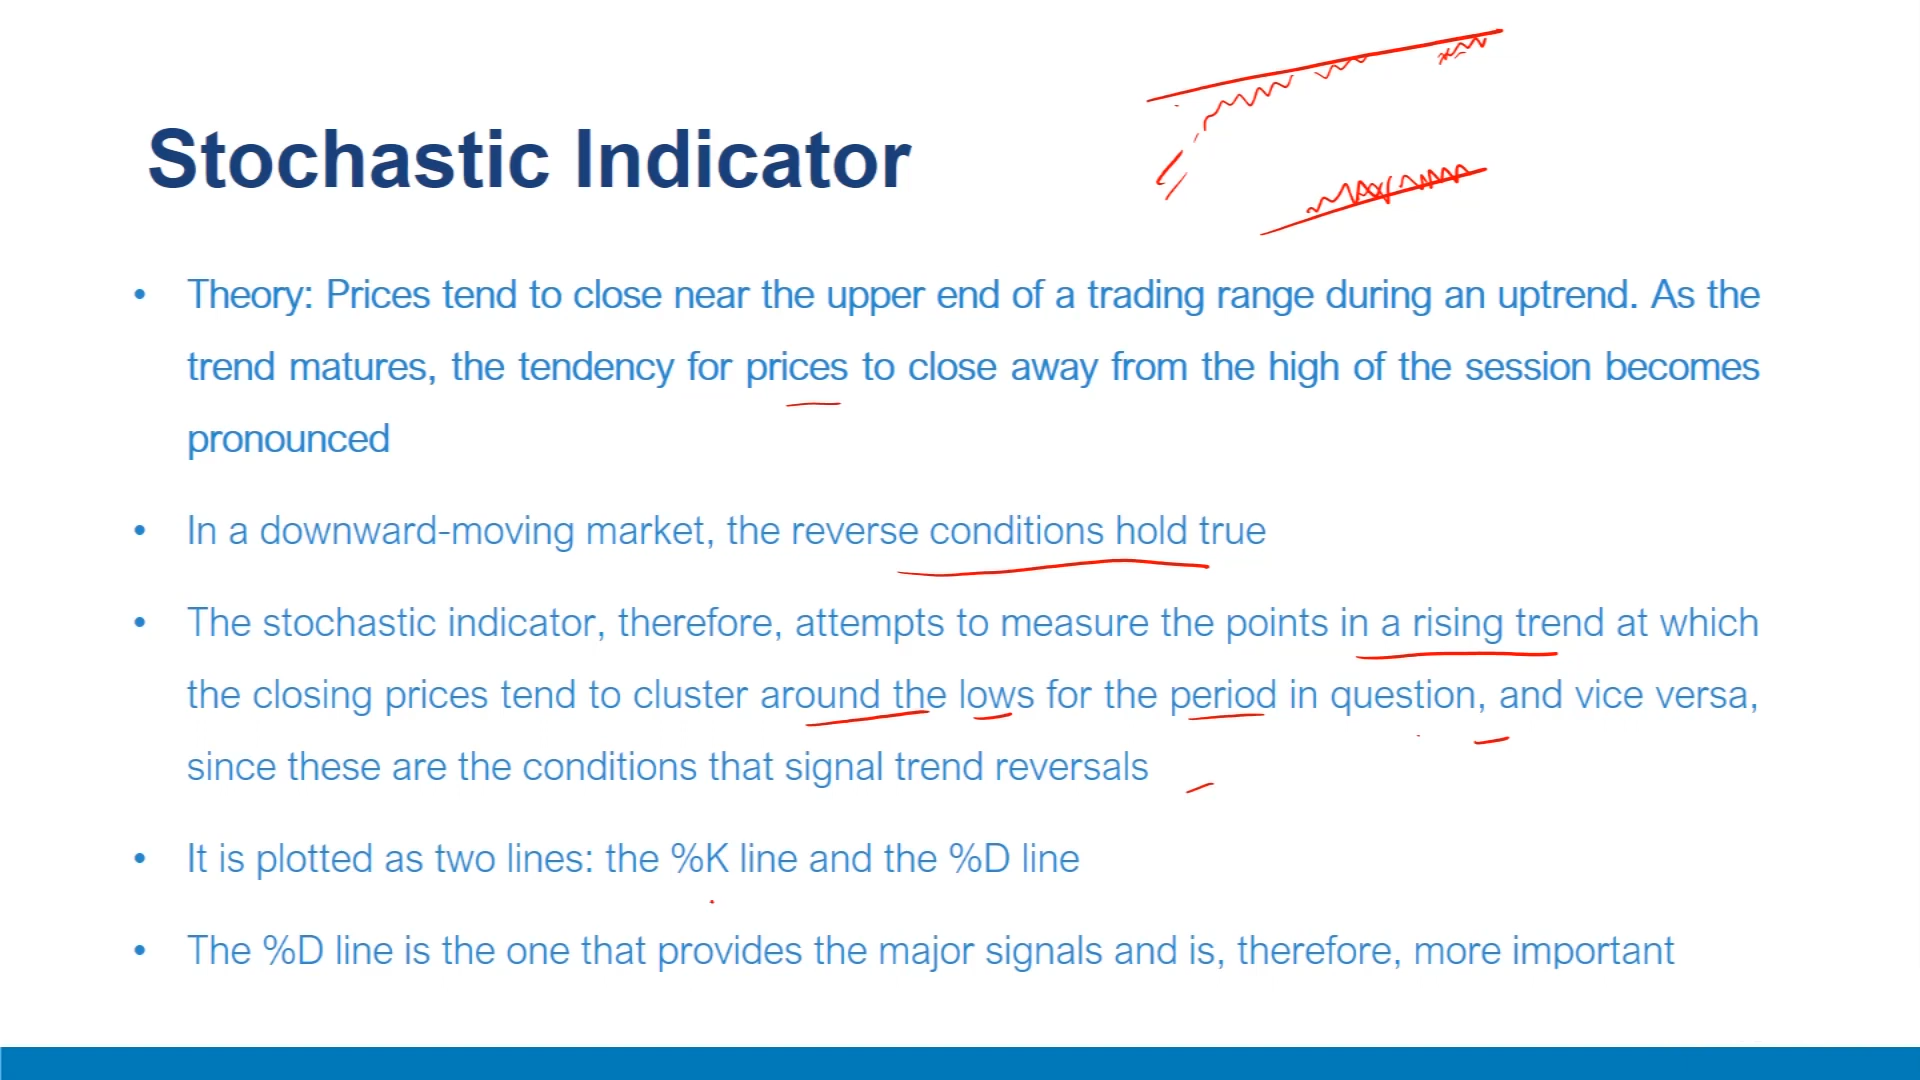 Stochastic Indicator
• Theory: Prices tend to close near the upper end of a trading range during an uptrend. As the
trend matures, the tendency for prices to close away from the high of the session becomes
pronounced
• In a downward-moving market, the reverse conditions hold true
• The stochastic indicator, therefore, attempts to measure the points in a rising trend at which
the closing prices tend to cluster around the lows for the period in question, and vice versa,
since these are the conditions that signal trend reversals
• It is plotted as two lines: the %K line and the %D line
• The %D line is the one that provides the major signals and is, therefore, more important